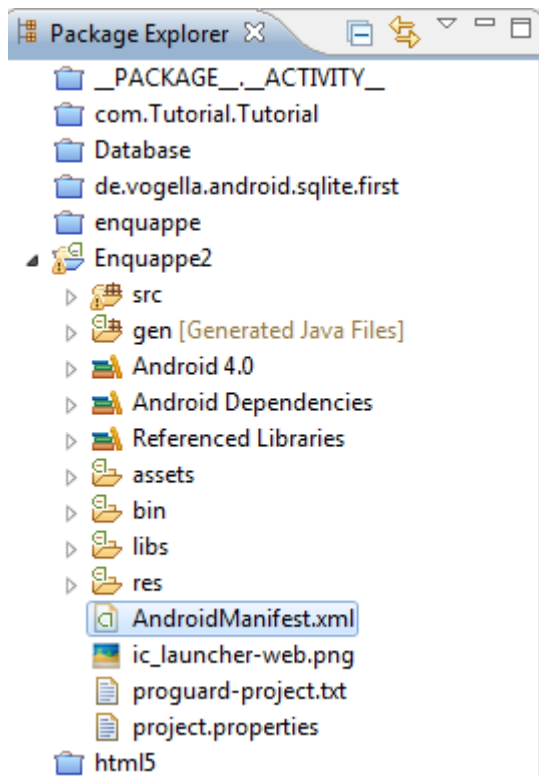 Package Explorer
__PACKAGE__.__ACTIVITY__
com.Tutorial.Tutorial
Database
de.vogella.android.sqlite.first
enquappe
Enquappe2
src
gen [Generated Java Files]
Android 4.0
Android Dependencies
Referenced Libraries
assets
bin
libs
res
AndroidManifest.xml
ic_launcher-web.png
proguard-project.txt
project.properties
html5